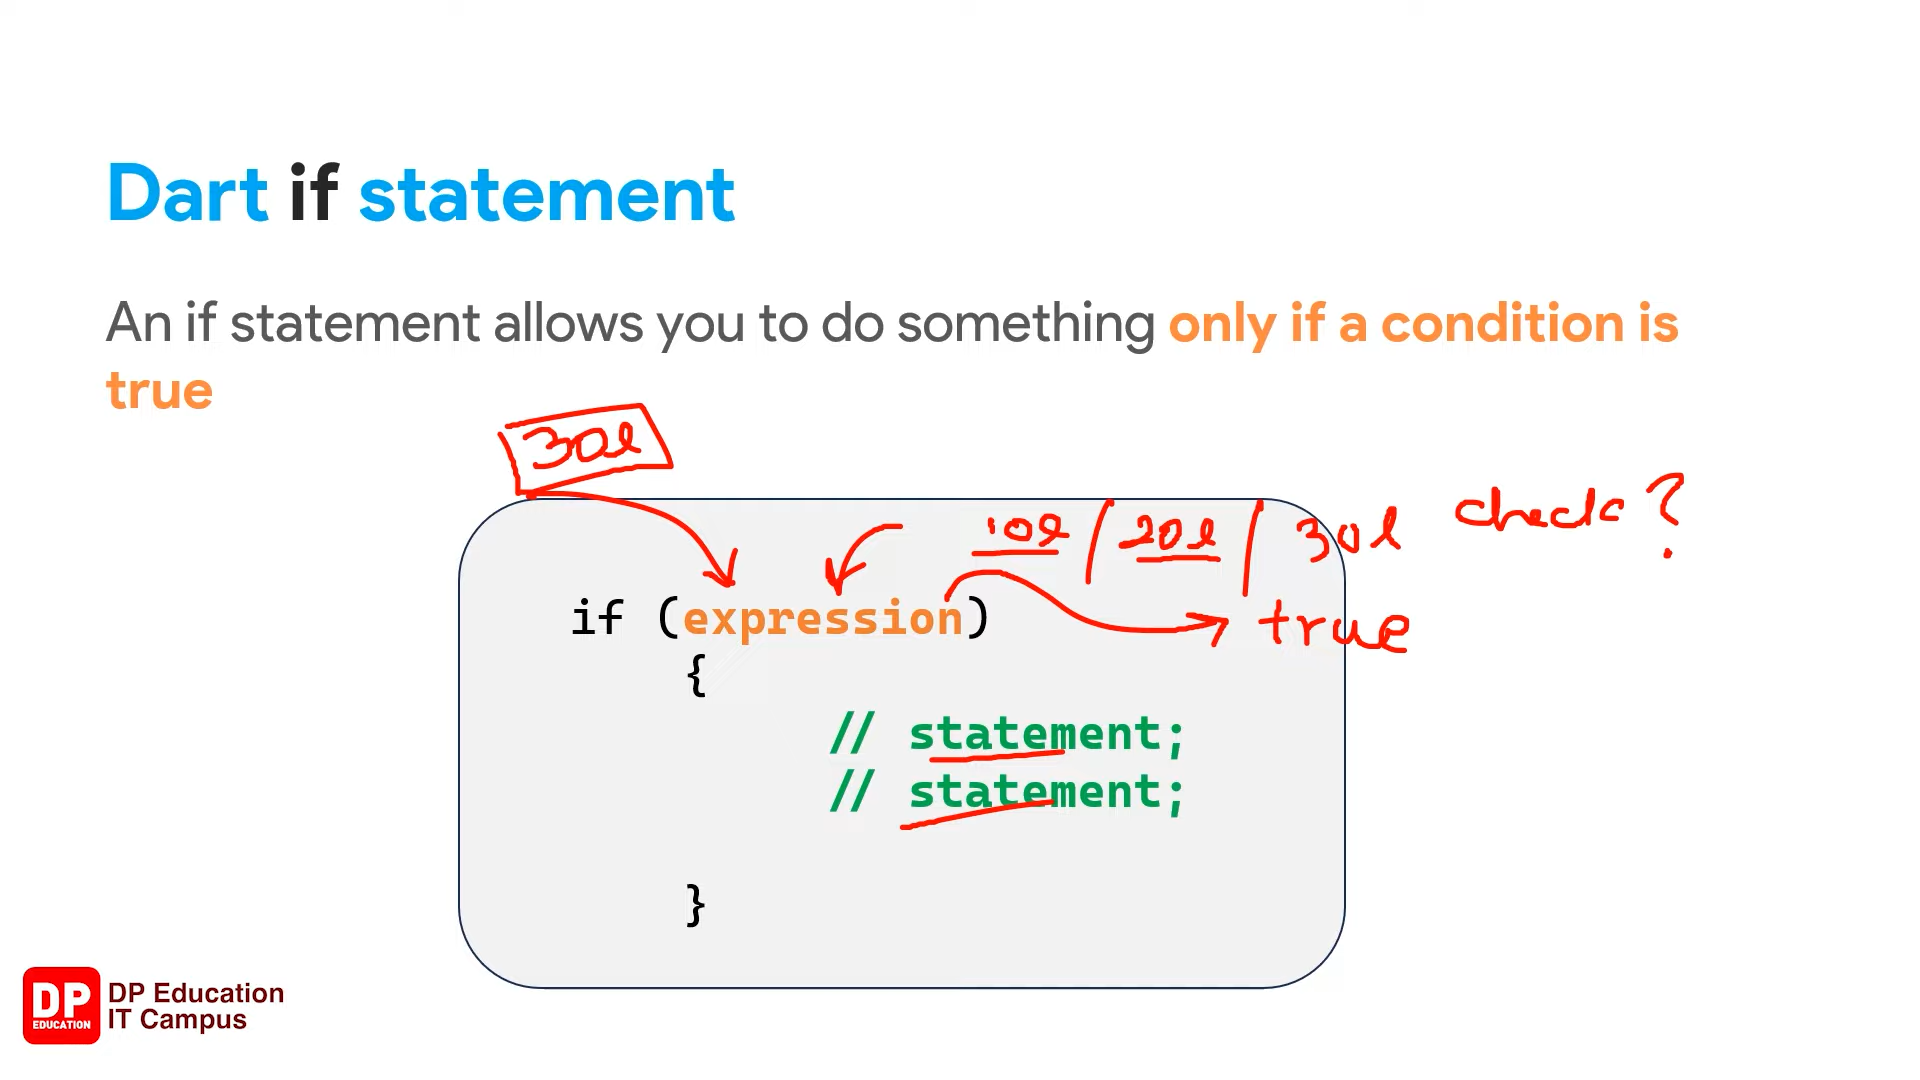 Dart if statement
An if statement allows you to do something only if a condition is
true
30l
10l / 20l / 30l check?
if (expression) → true
{
// statement;
// statement;
}
DP
EDUCATION
DP Education
IT Campus